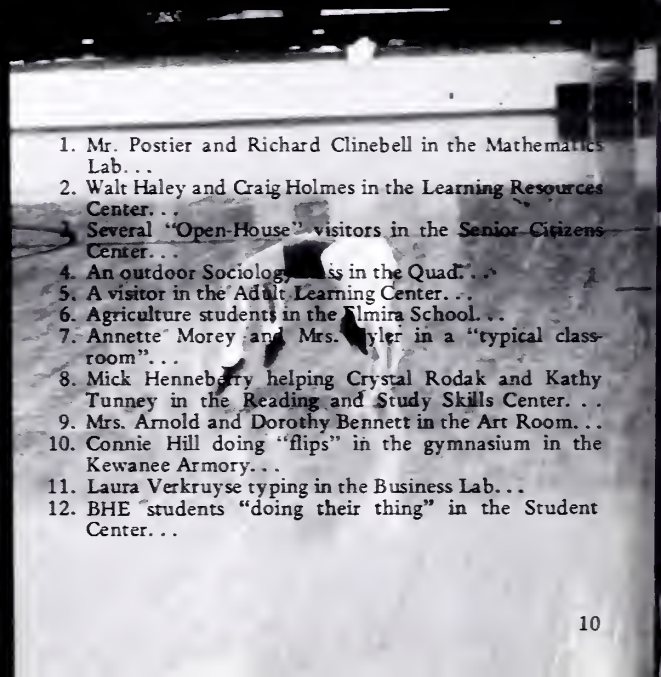 1. Mr. Postier and Richard Clinebell in the Mathematics
Lab. . .
2. Walt Haley and Craig Holmes in the Learning Resources
Center. . .
3. Several "Open-House" visitors in the Senior Citizens
Center. . .
4. An outdoor Sociology in the Quad. . .
5. A visitor in the Adult Learning Center. . .
6. Agriculture students in the Elmira School. . .
7. Annette Morey and Mrs. in a "typical class-
room". . .
8. Mick Henneberry helping Crystal Rodak and Kathy
Tunney in the Reading and Study Skills Center. . .
9. Mrs. Arnold and Dorothy Bennett in the Art Room. . .
10. Connie Hill doing "flips" in the gymnasium in the
Kewanee Armory. . .
11. Laura Verkruyse typing in the Business Lab. . .
12. BHE students "doing their thing" in the Student
Center. . .
10